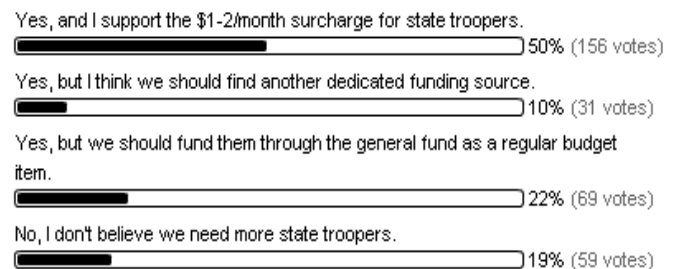 Yes, and I support the $1-2/month surcharge for state troopers.
50% (156 votes)
Yes, but I think we should find another dedicated funding source.
10% (31 votes)
Yes, but we should fund them through the general fund as a regular budget
item.
22% (69 votes)
No, I don't believe we need more state troopers.
19% (59 votes)